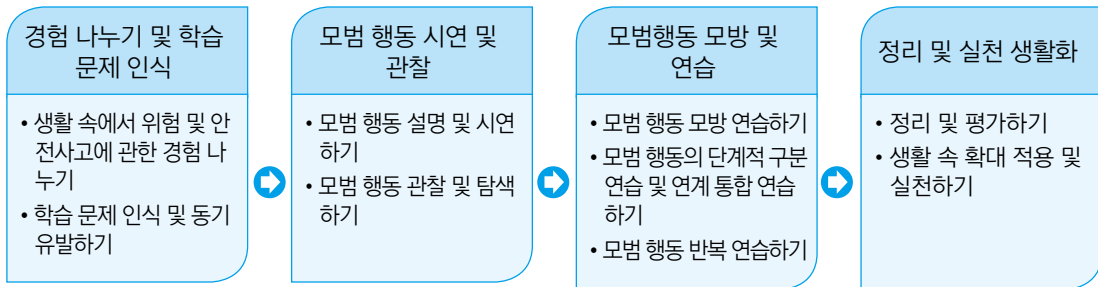 경험 나누기 및 학습
문제 인식
• 생활 속에서 위험 및 안
전사고에 관한 경험 나
누기
• 학습 문제 인식 및 동기
유발하기
모범 행동 시연 및
관찰
• 모범 행동 설명 및 시연
하기
• 모범 행동 관찰 및 탐색
하기
모범행동 모방 및
연습
• 모범 행동 모방 연습하기
• 모범 행동의 단계적 구분
연습 및 연계 통합 연습
하기
• 모범 행동 반복 연습하기
정리 및 실천 생활화
• 정리 및 평가하기
• 생활 속 확대 적용 및
실천하기